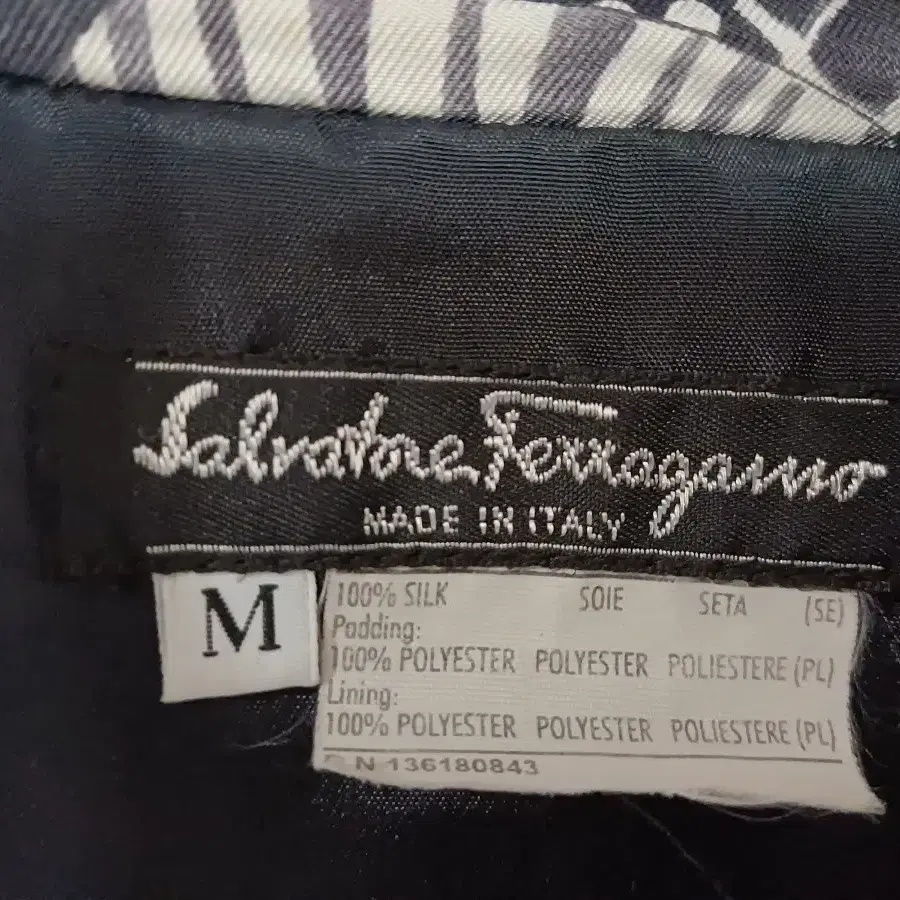 Salvatore Ferragamo
MADE IN ITALY
M
100% SILK SOIE SETA (SE)
Padding:
100% POLYESTER POLYESTER POLIESTERE (PL)
Lining:
100% POLYESTER POLYESTER POLIESTERE (PL)
N 136180843